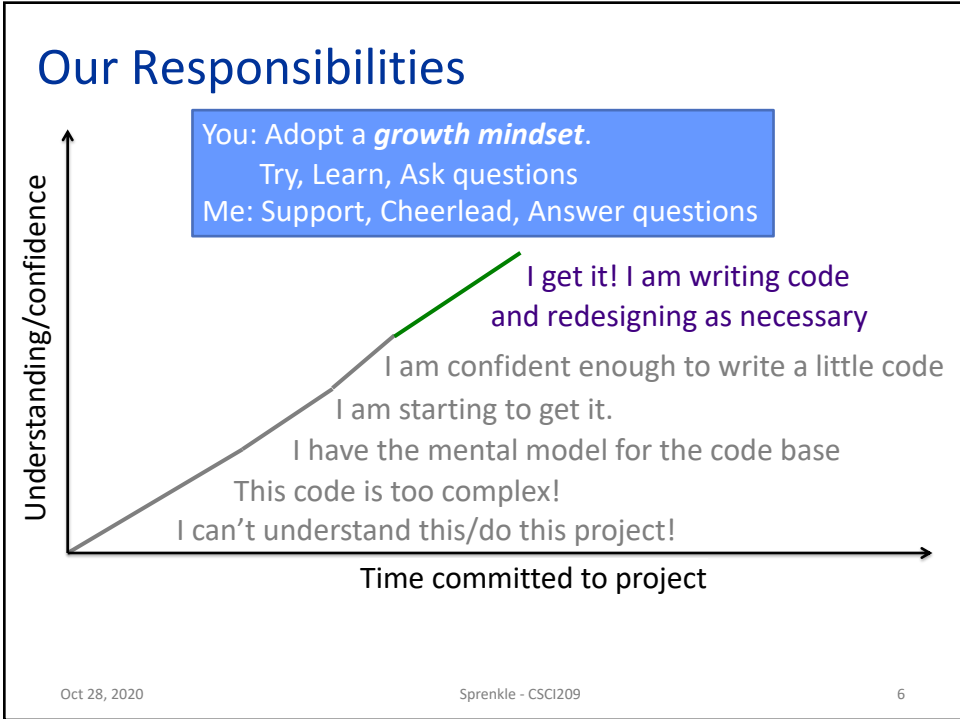 Our Responsibilities
You: Adopt a growth mindset.
Try, Learn, Ask questions
Me: Support, Cheerlead, Answer questions
Understanding/confidence
I get it! I am writing code
and redesigning as necessary
I am confident enough to write a little code
I am starting to get it.
I have the mental model for the code base
This code is too complex!
I can’t understand this/do this project!
Time committed to project
Oct 28, 2020
Sprenkle - CSCI209
6